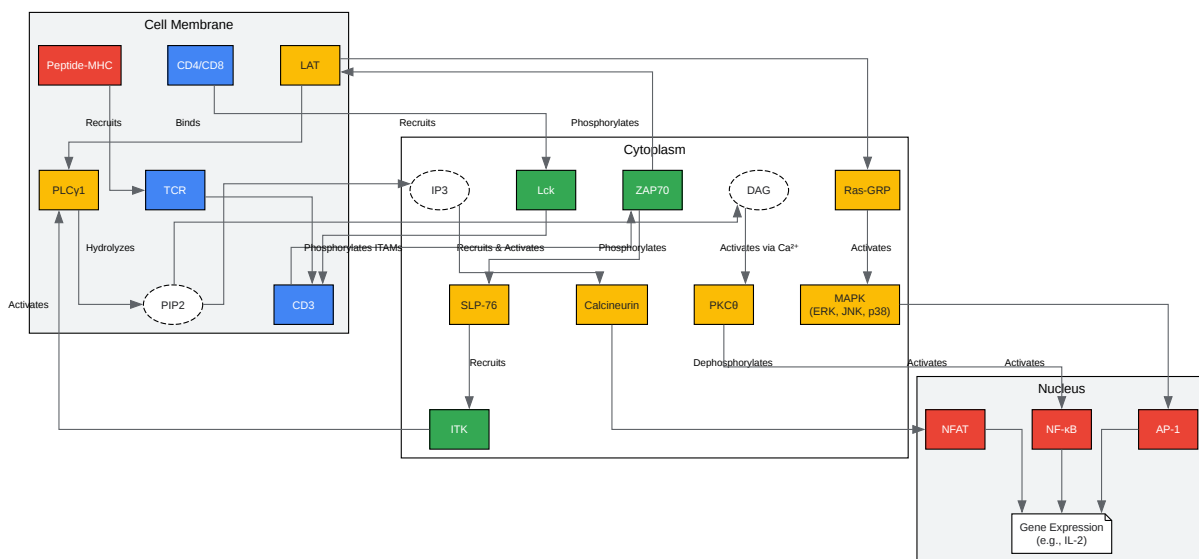 Cell Membrane
Peptide-MHC
CD4/CD8
LAT
Recruits
Binds
Recruits
Phosphorylates
Cytoplasm
PLCγ1
TCR
IP3
Lck
ZAP70
DAG
Ras-GRP
Hydrolyzes
Phosphorylates ITAMs
Recruits & Activates
Phosphorylates
Activates via Ca²⁺
Activates
Activates
PIP2
CD3
SLP-76
Calcineurin
PKCθ
MAPK
(ERK, JNK, p38)
Recruits
Dephosphorylates
Activates
Activates
Nucleus
ITK
NFAT
NF-κB
AP-1
Gene Expression
(e.g., IL-2)